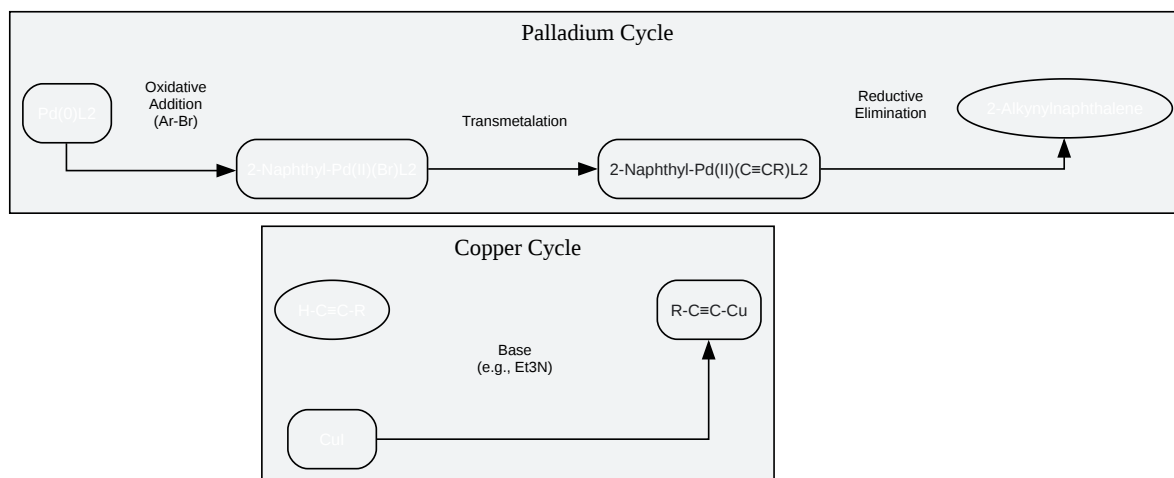 Palladium Cycle
Pd(0)L2
Oxidative
Addition
(Ar-Br)
2-Naphthyl-Pd(II)(Br)L2
Transmetalation
2-Naphthyl-Pd(II)(C≡CR)L2
Reductive
Elimination
2-Alkynylnaphthalene
Copper Cycle
H-C≡C-R
R-C≡C-Cu
Base
(e.g., Et3N)
CuI